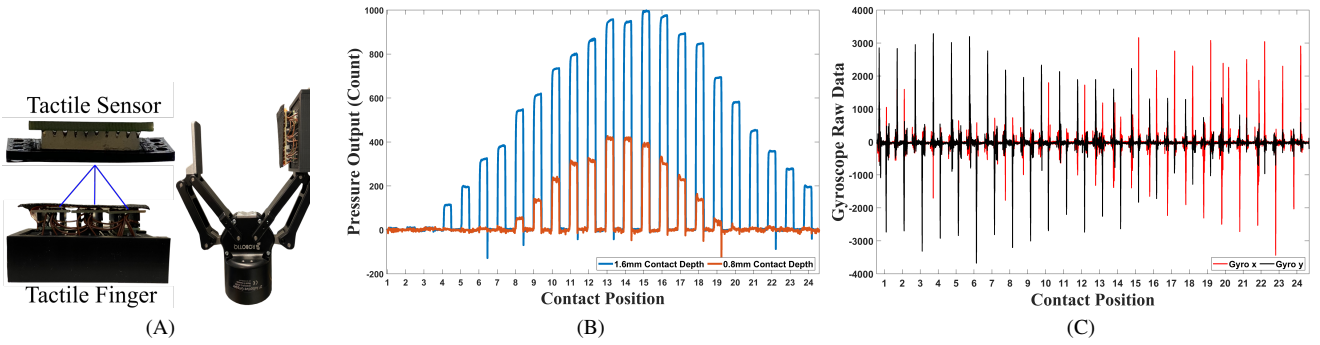 Tactile Sensor
Tactile Finger
ROBOTIQ
(A)
Pressure Output (Count)
1000
800
600
400
200
0
-200
1 2 3 4 5 6 7 8 9 10 11 12 13 14 15 16 17 18 19 20 21 22 23 24
1.6mm Contact Depth
0.8mm Contact Depth
Contact Position
(B)
Gyroscope Raw Data
4000
3000
2000
1000
0
-1000
-2000
-3000
-4000
1 2 3 4 5 6 7 8 9 10 11 12 13 14 15 16 17 18 19 20 21 22 23 24
Gyro x
Gyro y
Contact Position
(C)